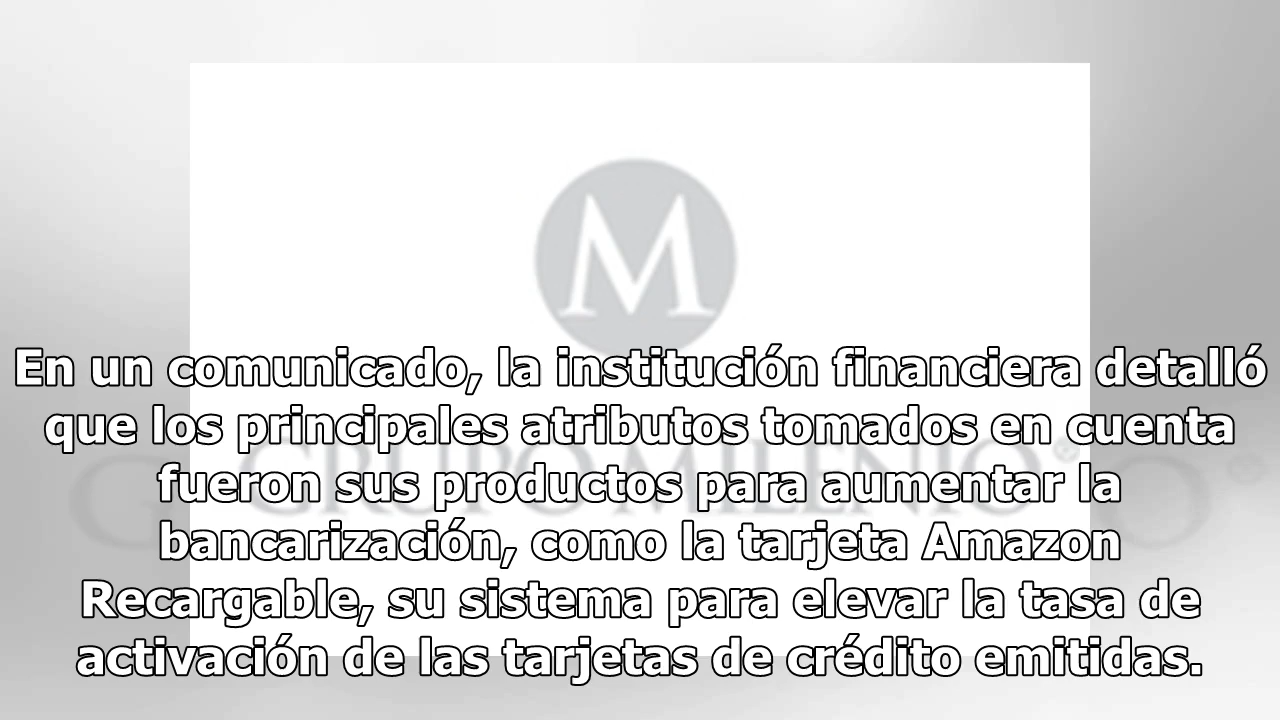 M
En un comunicado, la institución financiera detalló
que los principales atributos tomados en cuenta
GRUPO MILENIO®
fueron sus productos para aumentar la
bancarización, como la tarjeta Amazon
Recargable, su sistema para elevar la tasa de
activación de las tarjetas de crédito emitidas.